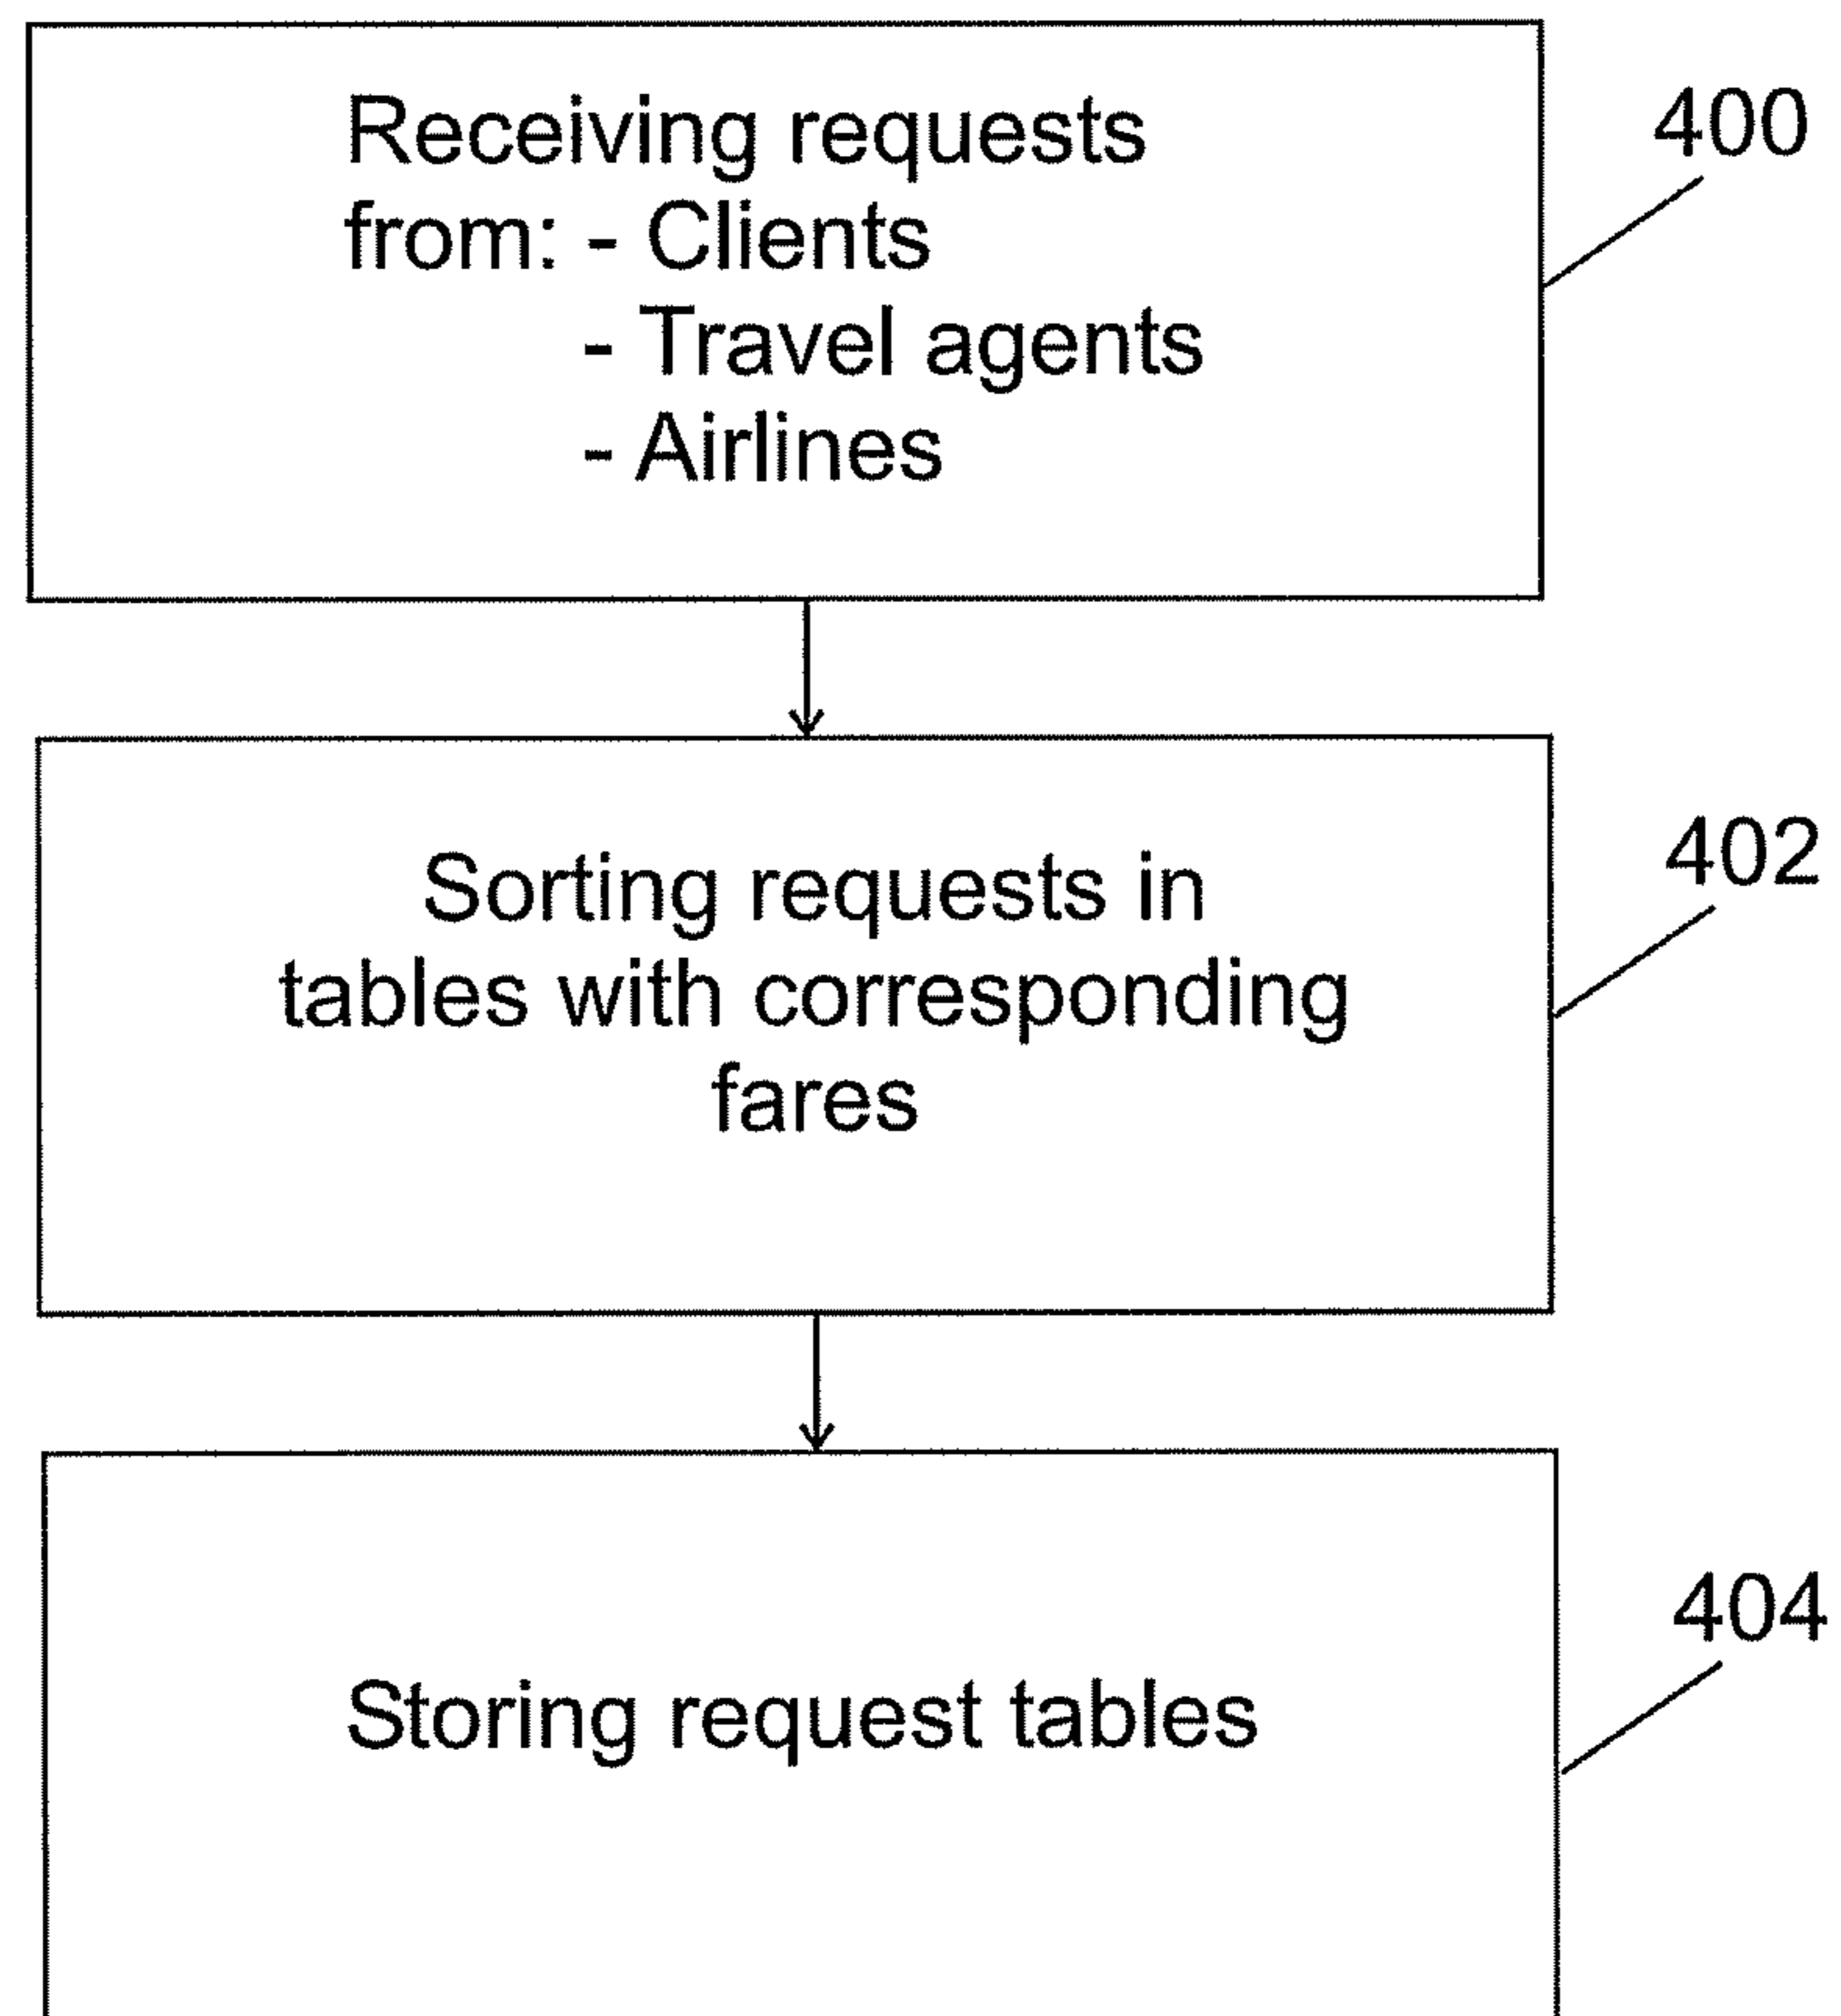 Receiving requests
from: - Clients
- Travel agents
- Airlines
400
Sorting requests in
tables with corresponding
fares
402
Storing request tables
404